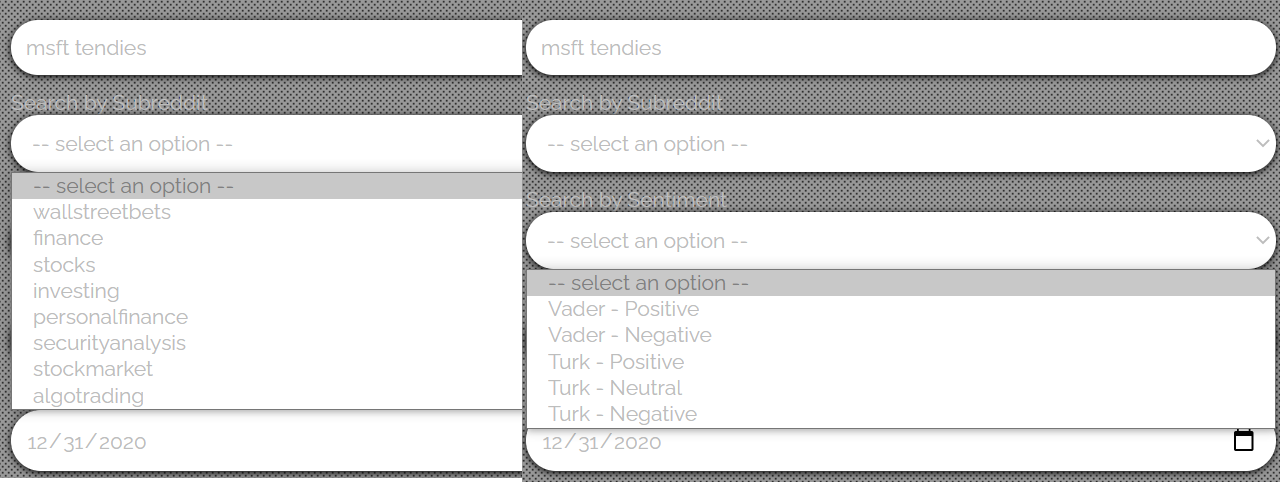 msft tendies
Search by Subreddit
-- select an option --
-- select an option --
wallstreetbets
finance
stocks
investing
personalfinance
securityanalysis
stockmarket
algotrading
12/31/2020
msft tendies
Search by Subreddit
-- select an option --
Search by Sentiment
-- select an option --
-- select an option --
Vader - Positive
Vader - Negative
Turk - Positive
Turk - Neutral
Turk - Negative
12/31/2020